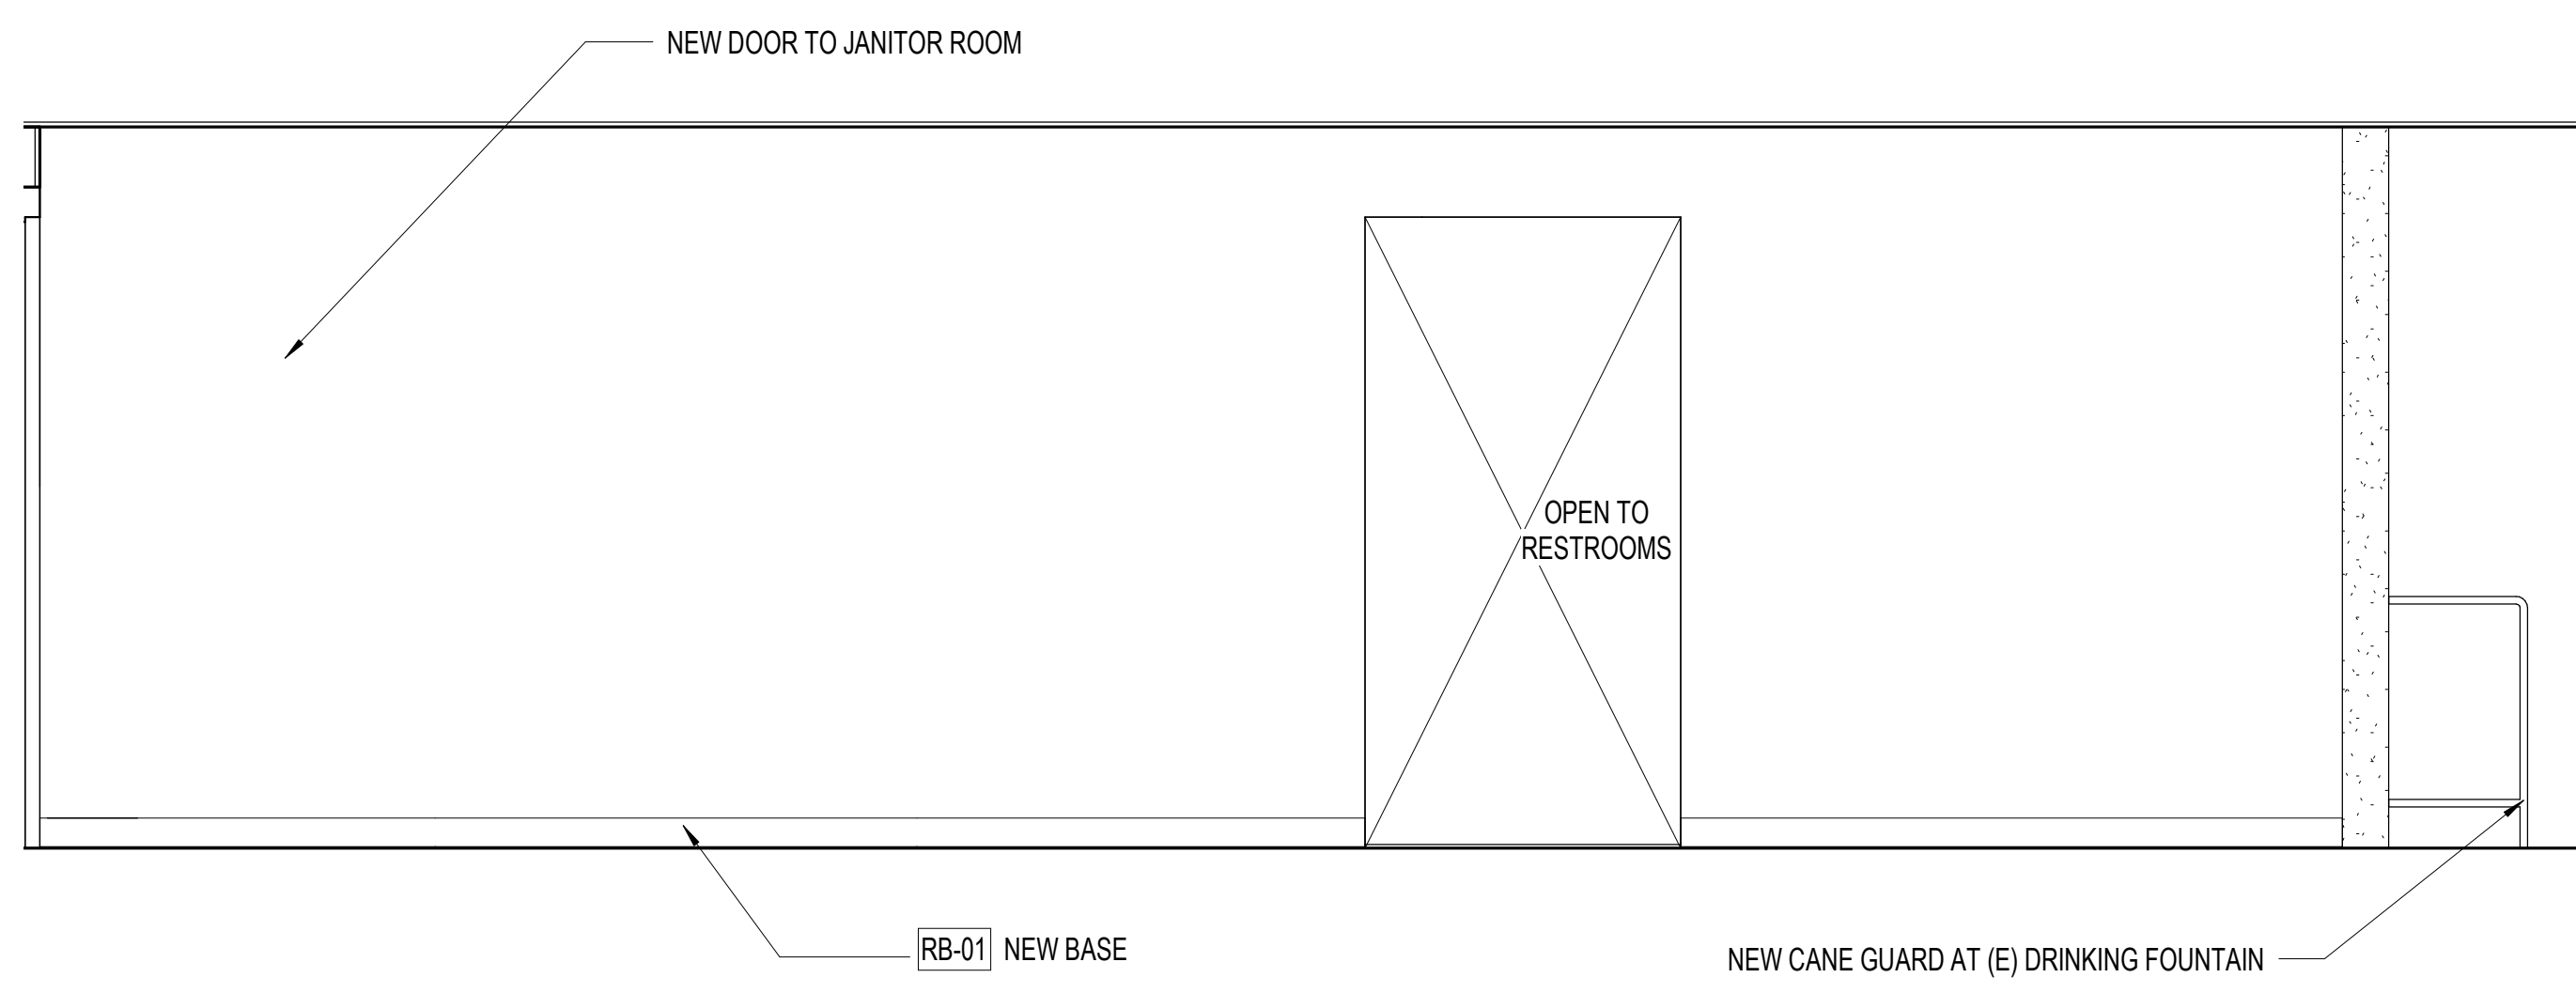 NEW DOOR TO JANITOR ROOM
OPEN TO
RESTROOMS
RB-01 NEW BASE
NEW CANE GUARD AT (E) DRINKING FOUNTAIN